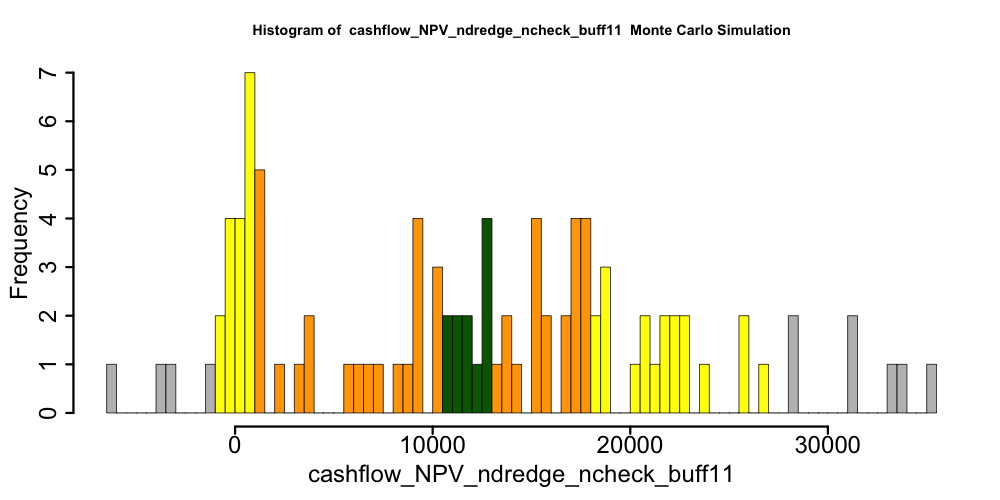 Histogram of  cashflow_NPV_ndredge_ncheck_buff11  Monte Carlo Simulation
Frequency
7
6
5
4
3
2
1
0
0 10000 20000 30000
cashflow_NPV_ndredge_ncheck_buff11